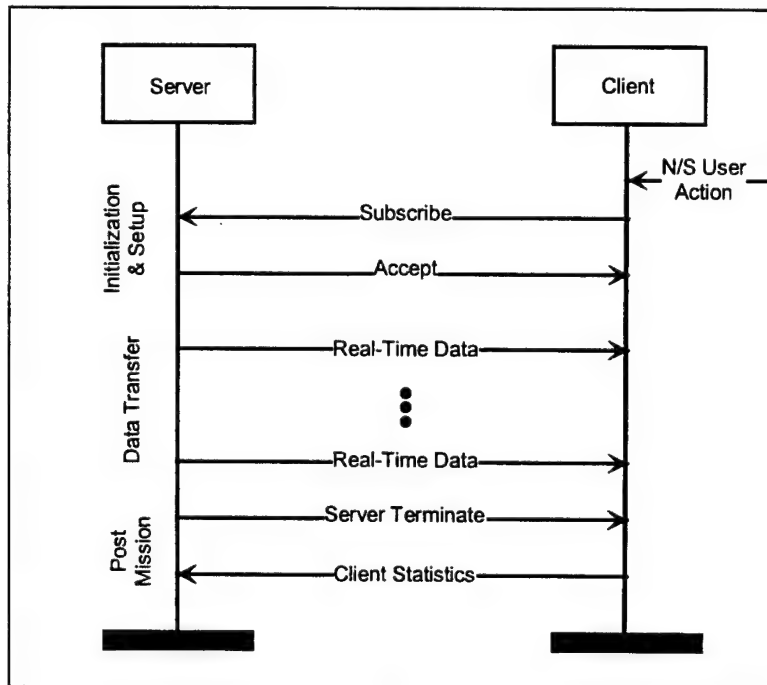 Server
Client
N/S User
Action
Initialization
& Setup
Subscribe
Accept
Data Transfer
Real-Time Data
Real-Time Data
Post
Mission
Server Terminate
Client Statistics